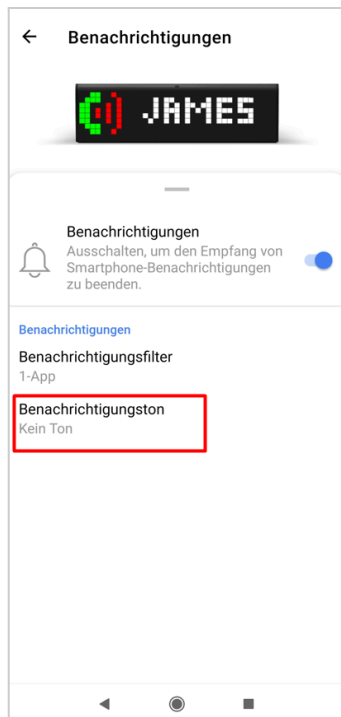 Benachrichtigungen
JAMES
Benachrichtigungen
Ausschalten, um den Empfang von
Smartphone-Benachrichtigungen
zu beenden.
Benachrichtigungen
Benachrichtigungsfilter
1-App
Benachrichtigungston
Kein Ton